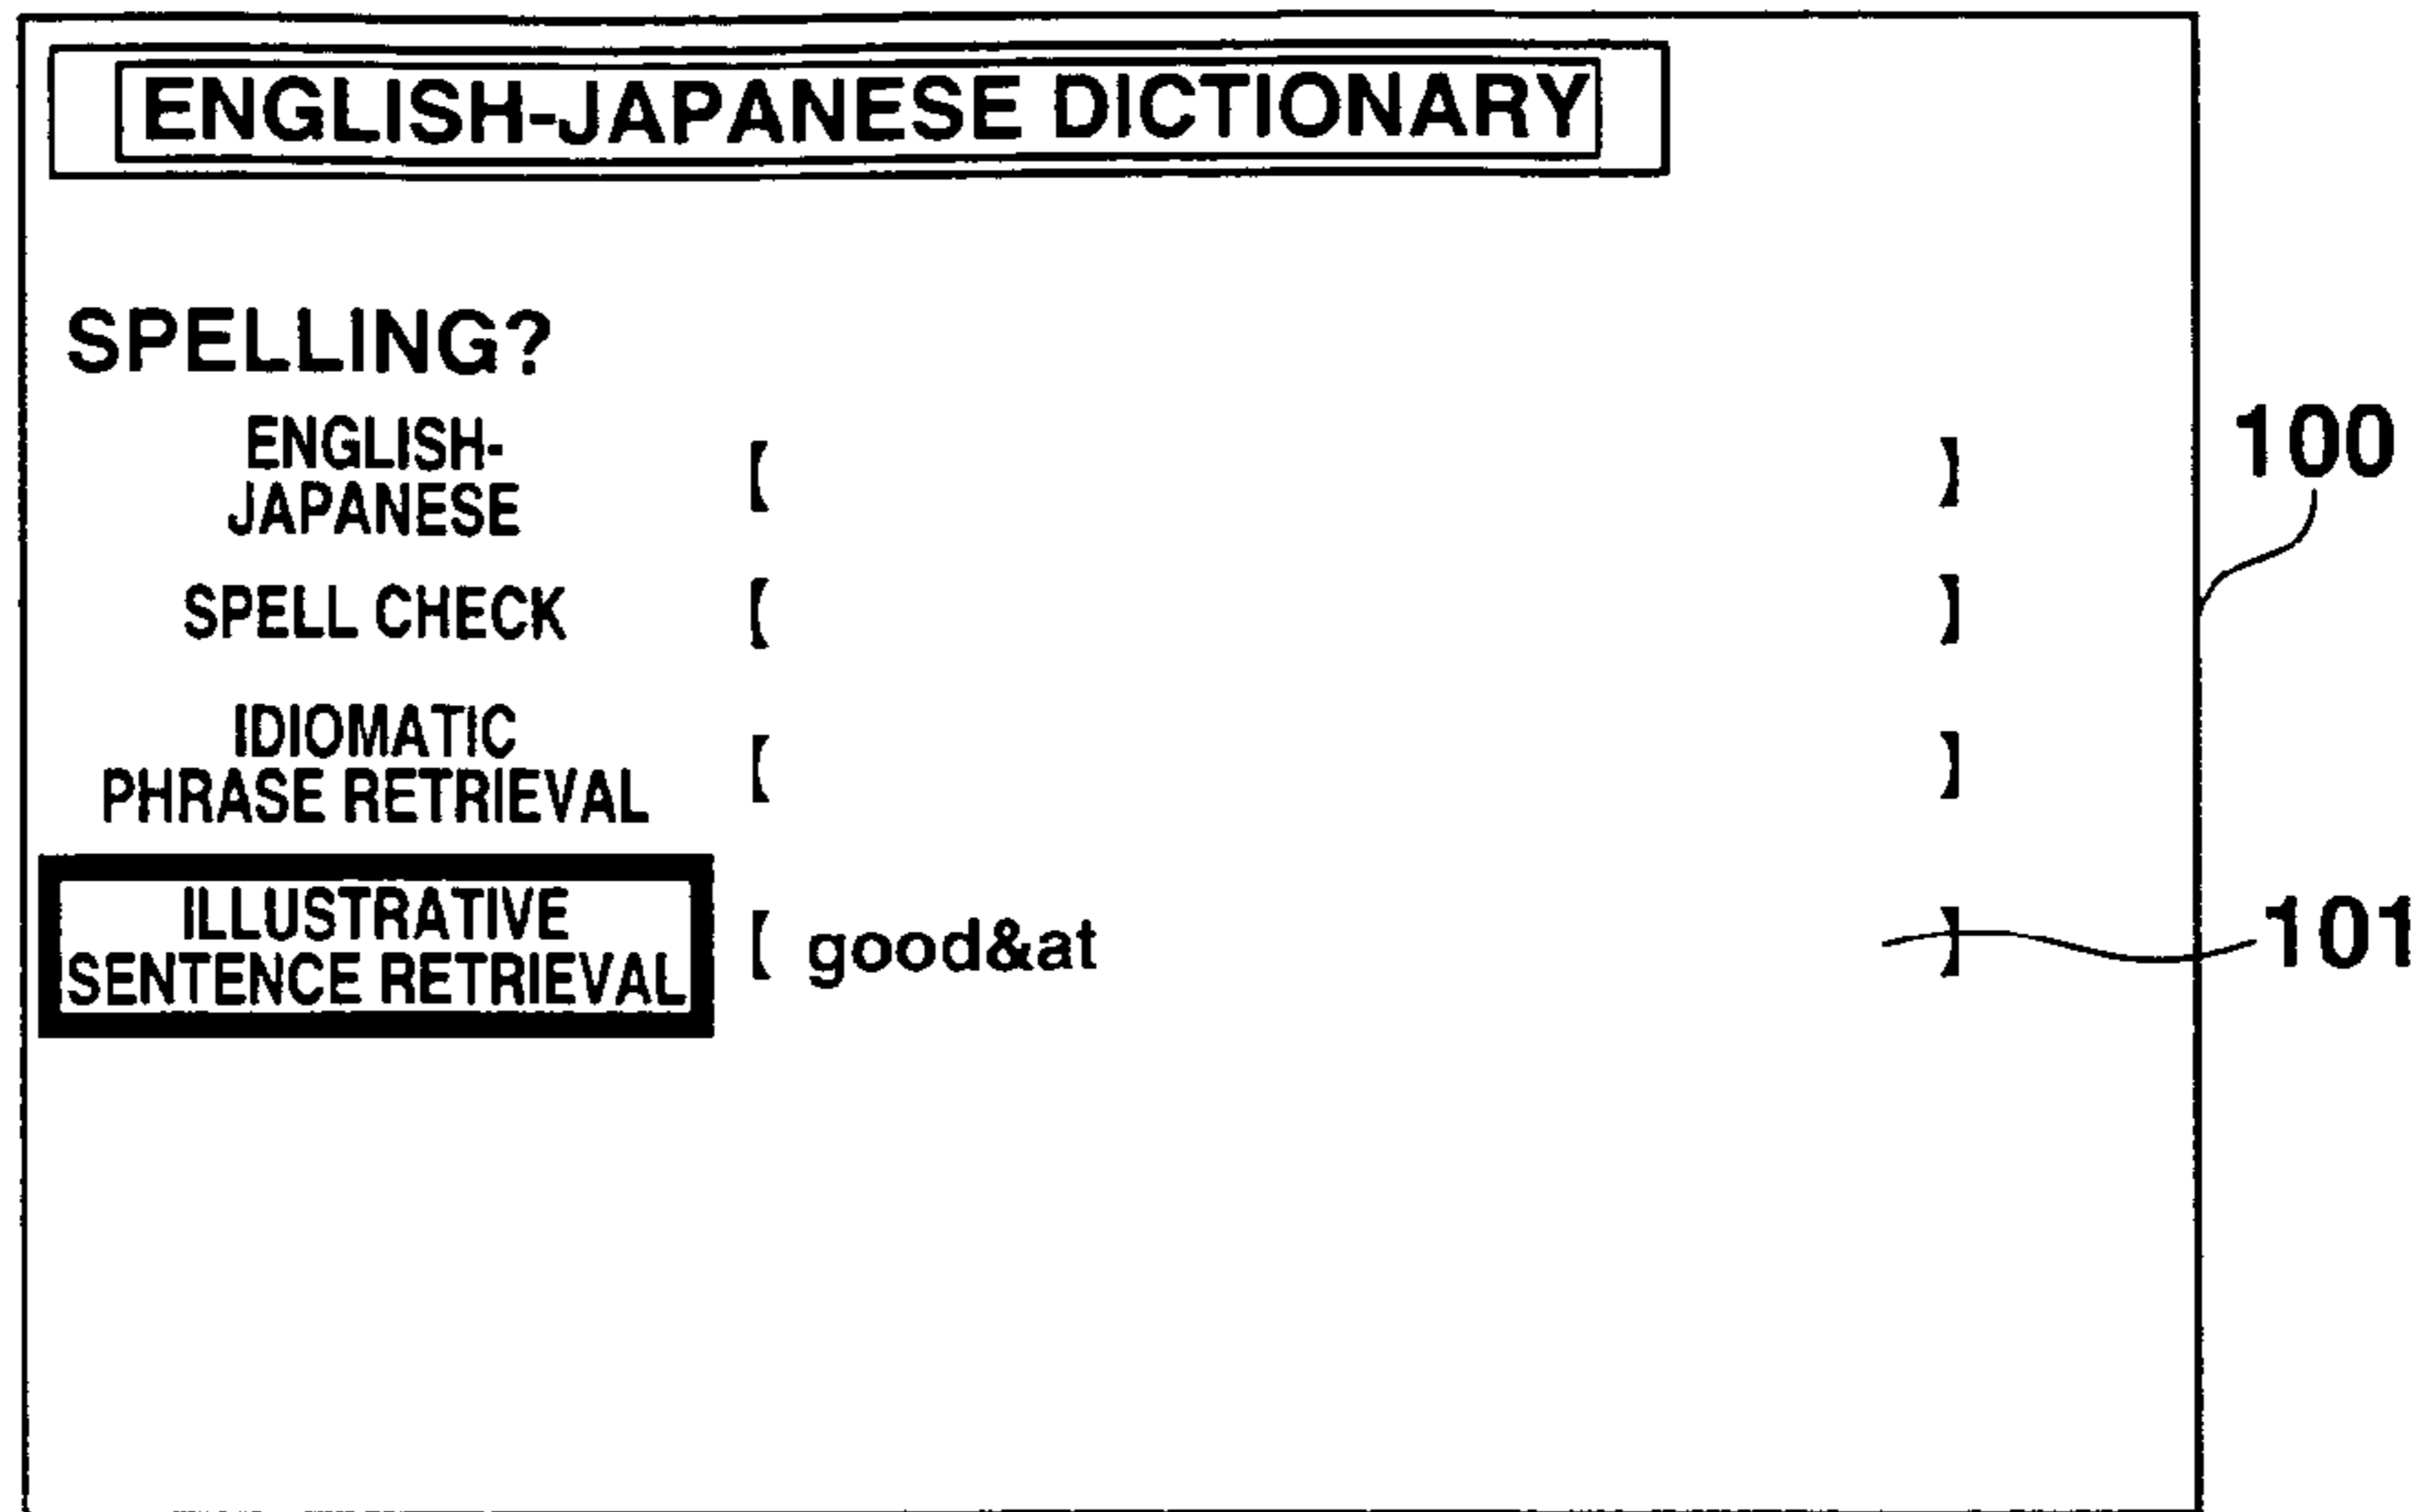 ENGLISH-JAPANESE DICTIONARY
SPELLING?
ENGLISH-
JAPANESE
【 】
100
SPELL CHECK 【 】
IDIOMATIC
PHRASE RETRIEVAL
【 】
ILLUSTRATIVE
SENTENCE RETRIEVAL
【 good&at 】
101